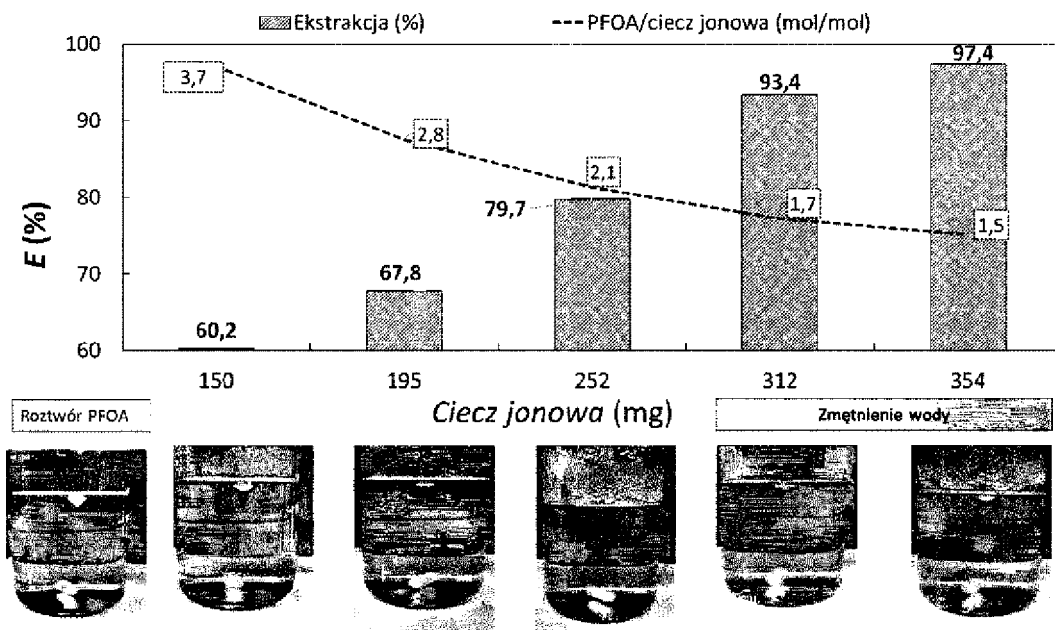 Ekstrakcja (%) PFOA/ciecz jonowa (mol/mol)
100
90
80
70
60
E (%)
3,7
2,8
2,1
1,7
1,5
60,2
67,8
79,7
93,4
97,4
150 195 252 312 354
Ciecz jonowa (mg)
Roztwór PFOA
Zmętnienie wody